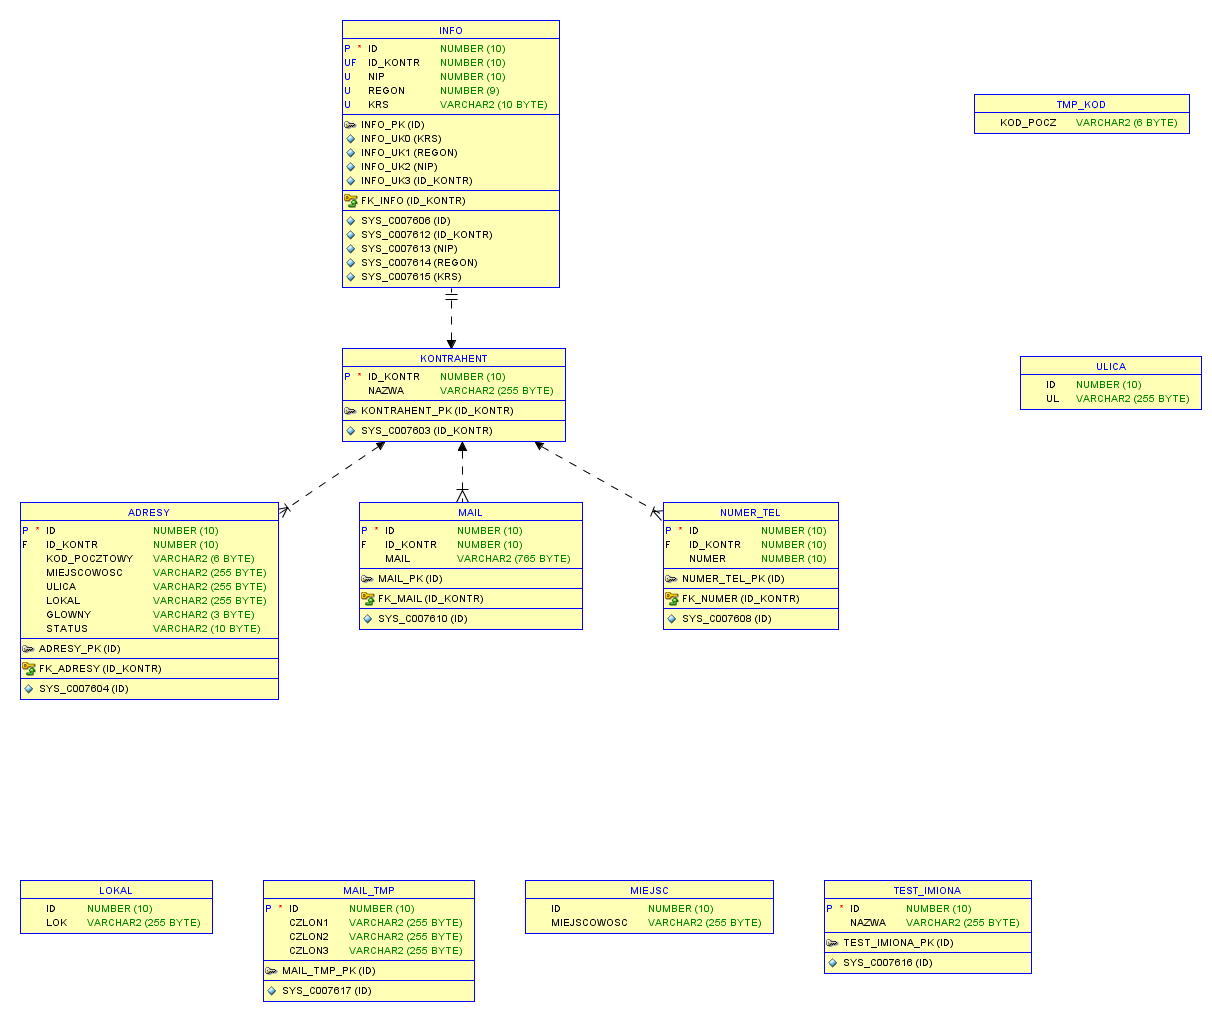 INFO
P * ID NUMBER (10)
UF ID_KONTR NUMBER (10)
U NIP NUMBER (10)
U REGON NUMBER (9)
U KRS VARCHAR2 (10 BYTE)
INFO_PK (ID)
INFO_UK0 (KRS)
INFO_UK1 (REGON)
INFO_UK2 (NIP)
INFO_UK3 (ID_KONTR)
FK_INFO (ID_KONTR)
SYS_C007606 (ID)
SYS_C007612 (ID_KONTR)
SYS_C007613 (NIP)
SYS_C007614 (REGON)
SYS_C007615 (KRS)
TMP_KOD
KOD_POCZ VARCHAR2 (6 BYTE)
KONTRAHENT
P * ID_KONTR NUMBER (10)
NAZWA VARCHAR2 (255 BYTE)
KONTRAHENT_PK (ID_KONTR)
SYS_C007603 (ID_KONTR)
ULICA
ID NUMBER (10)
UL VARCHAR2 (255 BYTE)
ADRESY
P * ID NUMBER (10)
F ID_KONTR NUMBER (10)
KOD_POCZTOWY VARCHAR2 (6 BYTE)
MIEJSCOWOSC VARCHAR2 (255 BYTE)
ULICA VARCHAR2 (255 BYTE)
LOKAL VARCHAR2 (255 BYTE)
GLOWNY VARCHAR2 (3 BYTE)
STATUS VARCHAR2 (10 BYTE)
ADRESY_PK (ID)
FK_ADRESY (ID_KONTR)
SYS_C007604 (ID)
MAIL
P * ID NUMBER (10)
F ID_KONTR NUMBER (10)
MAIL VARCHAR2 (765 BYTE)
MAIL_PK (ID)
FK_MAIL (ID_KONTR)
SYS_C007610 (ID)
NUMER_TEL
P * ID NUMBER (10)
F ID_KONTR NUMBER (10)
NUMER NUMBER (10)
NUMER_TEL_PK (ID)
FK_NUMER (ID_KONTR)
SYS_C007608 (ID)
LOKAL
ID NUMBER (10)
LOK VARCHAR2 (255 BYTE)
MAIL_TMP
P * ID NUMBER (10)
CZLON1 VARCHAR2 (255 BYTE)
CZLON2 VARCHAR2 (255 BYTE)
CZLON3 VARCHAR2 (255 BYTE)
MAIL_TMP_PK (ID)
SYS_C007617 (ID)
MIEJSC
ID NUMBER (10)
MIEJSCOWOSC VARCHAR2 (255 BYTE)
TEST_IMIONA
P * ID NUMBER (10)
NAZWA VARCHAR2 (255 BYTE)
TEST_IMIONA_PK (ID)
SYS_C007616 (ID)